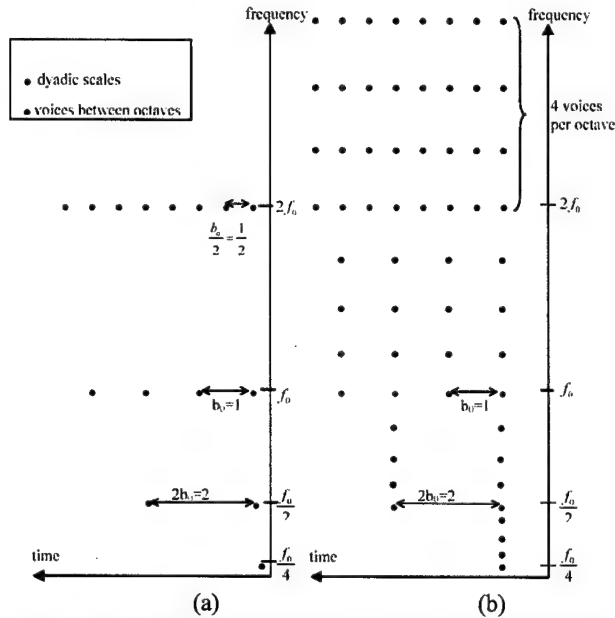 frequency
frequency
• dyadic scales
• voices between octaves
4 voices
per octave
2f₀
2f₀
b₀/2 = 1/2
f₀
f₀
b₀=1
b₀=1
2b₀=2
2b₀=2
f₀/2
f₀/2
time
time
f₀/4
f₀/4
(a)
(b)